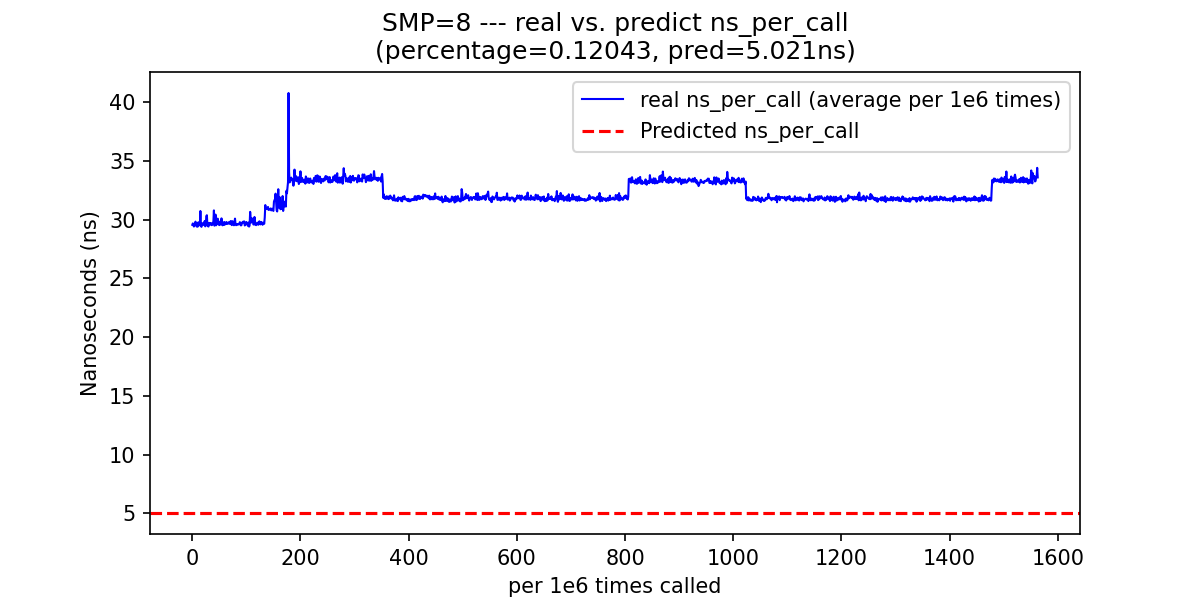 SMP=8 --- real vs. predict ns_per_call
(percentage=0.12043, pred=5.021ns)
real ns_per_call (average per 1e6 times)
Predicted ns_per_call
Nanoseconds (ns)
40
35
30
25
20
15
10
5
0 200 400 600 800 1000 1200 1400 1600
per 1e6 times called